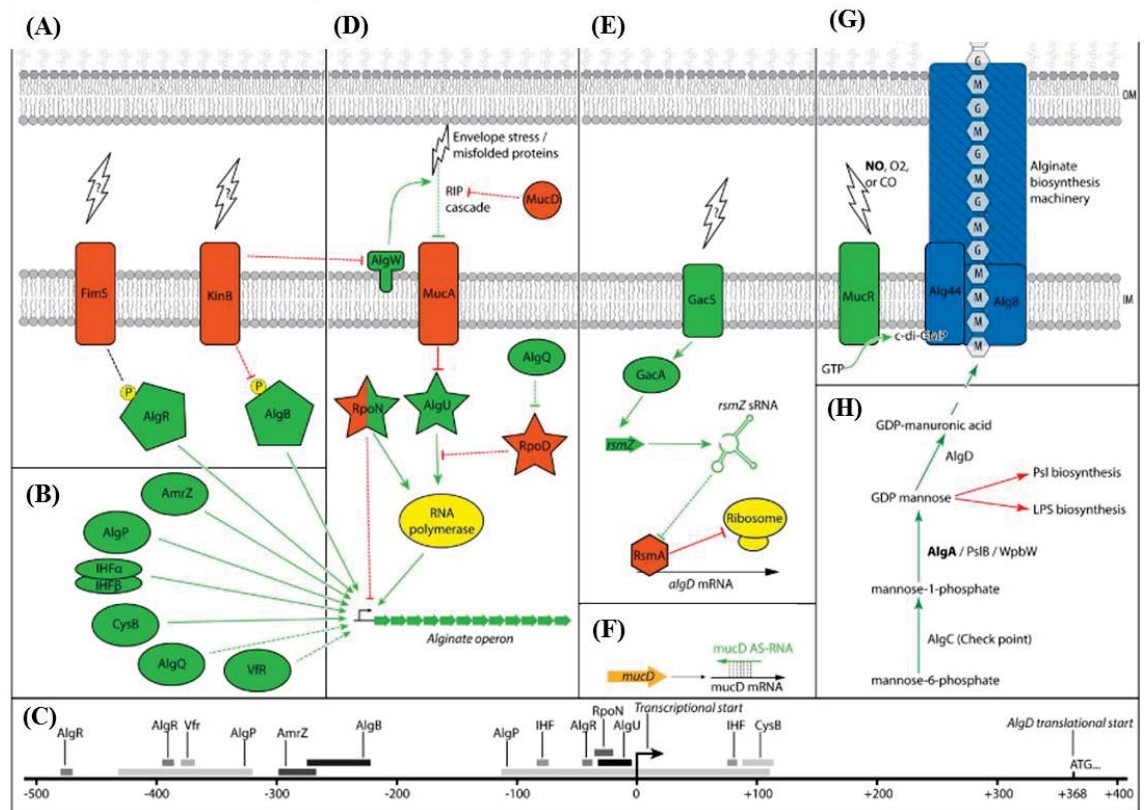 (A)
?
?
FimS
KinB
P
P
AlgR
AlgB
(B)
AmrZ
AlgP
IHFα
IHFβ
CysB
AlgQ
VfR
(D)
Envelope stress /
misfolded proteins
RIP
cascade
MucD
AlgW
MucA
AlgQ
RpoN
AlgU
RpoD
RNA
polymerase
Alginate operon
(E)
?
GacS
GacA
rsmZ
rsmZ sRNA
Ribosome
RsmA
algD mRNA
(F)
mucD
mucD AS-RNA
mucD mRNA
(G)
G
M
G
M
G
M
G
M
G
M
M
M
M
OM
NO, O2,
or CO
Alginate
biosynthesis
machinery
IM
MucR
Alg44
Alg8
c-di-GMP
GTP
(H)
GDP-manuronic acid
AlgD
GDP mannose
Psl biosynthesis
LPS biosynthesis
AlgA / PslB / WpbW
mannose-1-phosphate
AlgC (Check point)
mannose-6-phosphate
(C)
AlgR
AlgR Vfr
AlgP
AmrZ
AlgB
AlgP
IHF
AlgR
RpoN
AlgU
Transcriptional start
IHF
CysB
AlgD translational start
ATG...
-500 -400 -300 -200 -100 0 +100 +200 +300 +368 +400